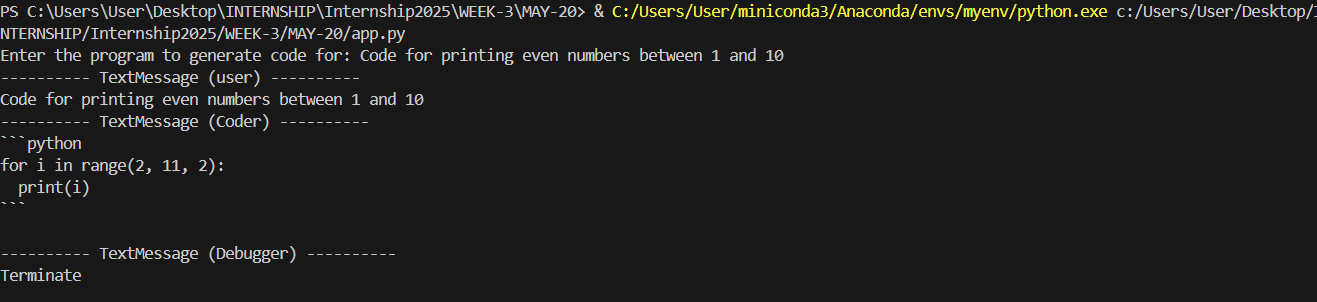 PS C:\Users\User\Desktop\INTERNSHIP\Internship2025\WEEK-3\MAY-20> & C:/Users/User/miniconda3/Anaconda/envs/myenv/python.exe c:/Users/User/Desktop/I
NTERNSHIP/Internship2025/WEEK-3/MAY-20/app.py
Enter the program to generate code for: Code for printing even numbers between 1 and 10
---------- TextMessage (user) ----------
Code for printing even numbers between 1 and 10
---------- TextMessage (Coder) ----------
```python
for i in range(2, 11, 2):
  print(i)
```
---------- TextMessage (Debugger) ----------
Terminate